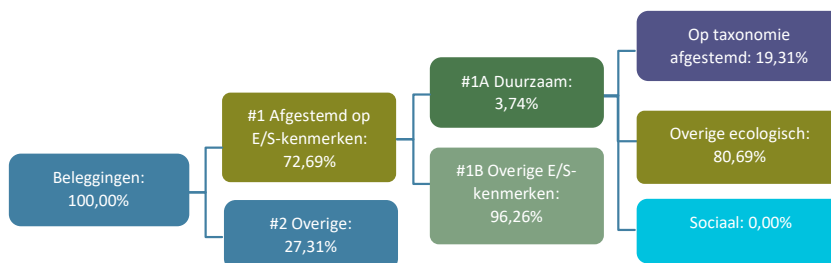 Beleggingen:
100,00%
#1 Afgestemd op
E/S-kenmerken:
72,69%
#2 Overige:
27,31%
#1A Duurzaam:
3,74%
#1B Overige E/S-
kenmerken:
96,26%
Op taxonomie
afgestemd: 19,31%
Overige ecologisch:
80,69%
Sociaal: 0,00%